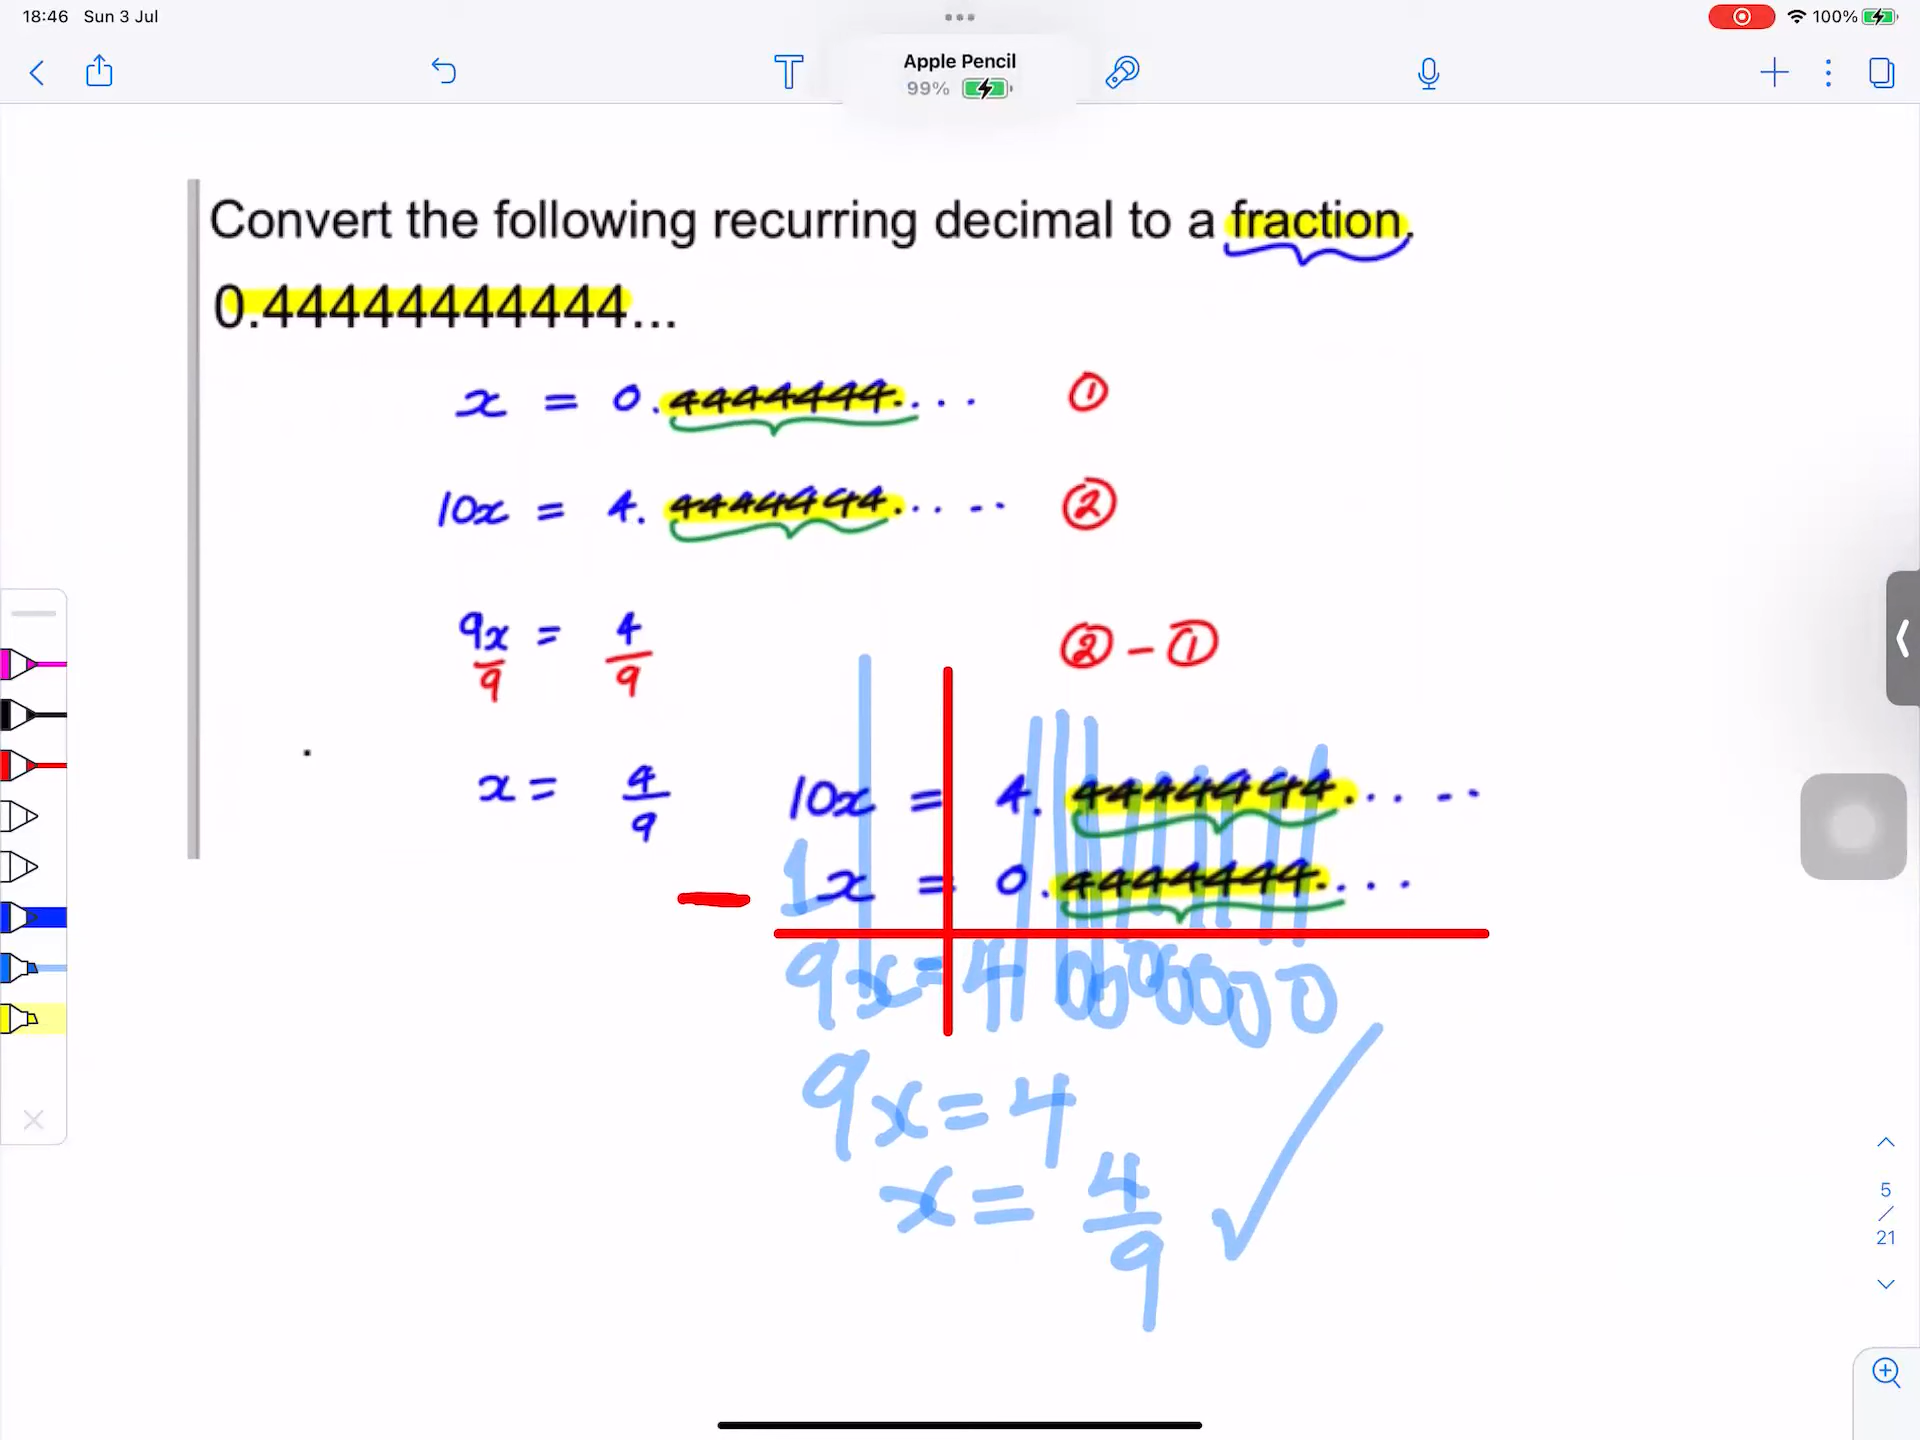 18:46 Sun 3 Jul
100%
Apple Pencil
99%
Convert the following recurring decimal to a fraction.
0.44444444444...
x = 0.4444444.... ①
10x = 4.4444444..... ②
9x/9 = 4/9 ② - ①
x = 4/9
10x = 4.4444444.....
- 1x = 0.4444444....
9x = 4 0000000
9x = 4
x = 4/9 ✓
5
/
21